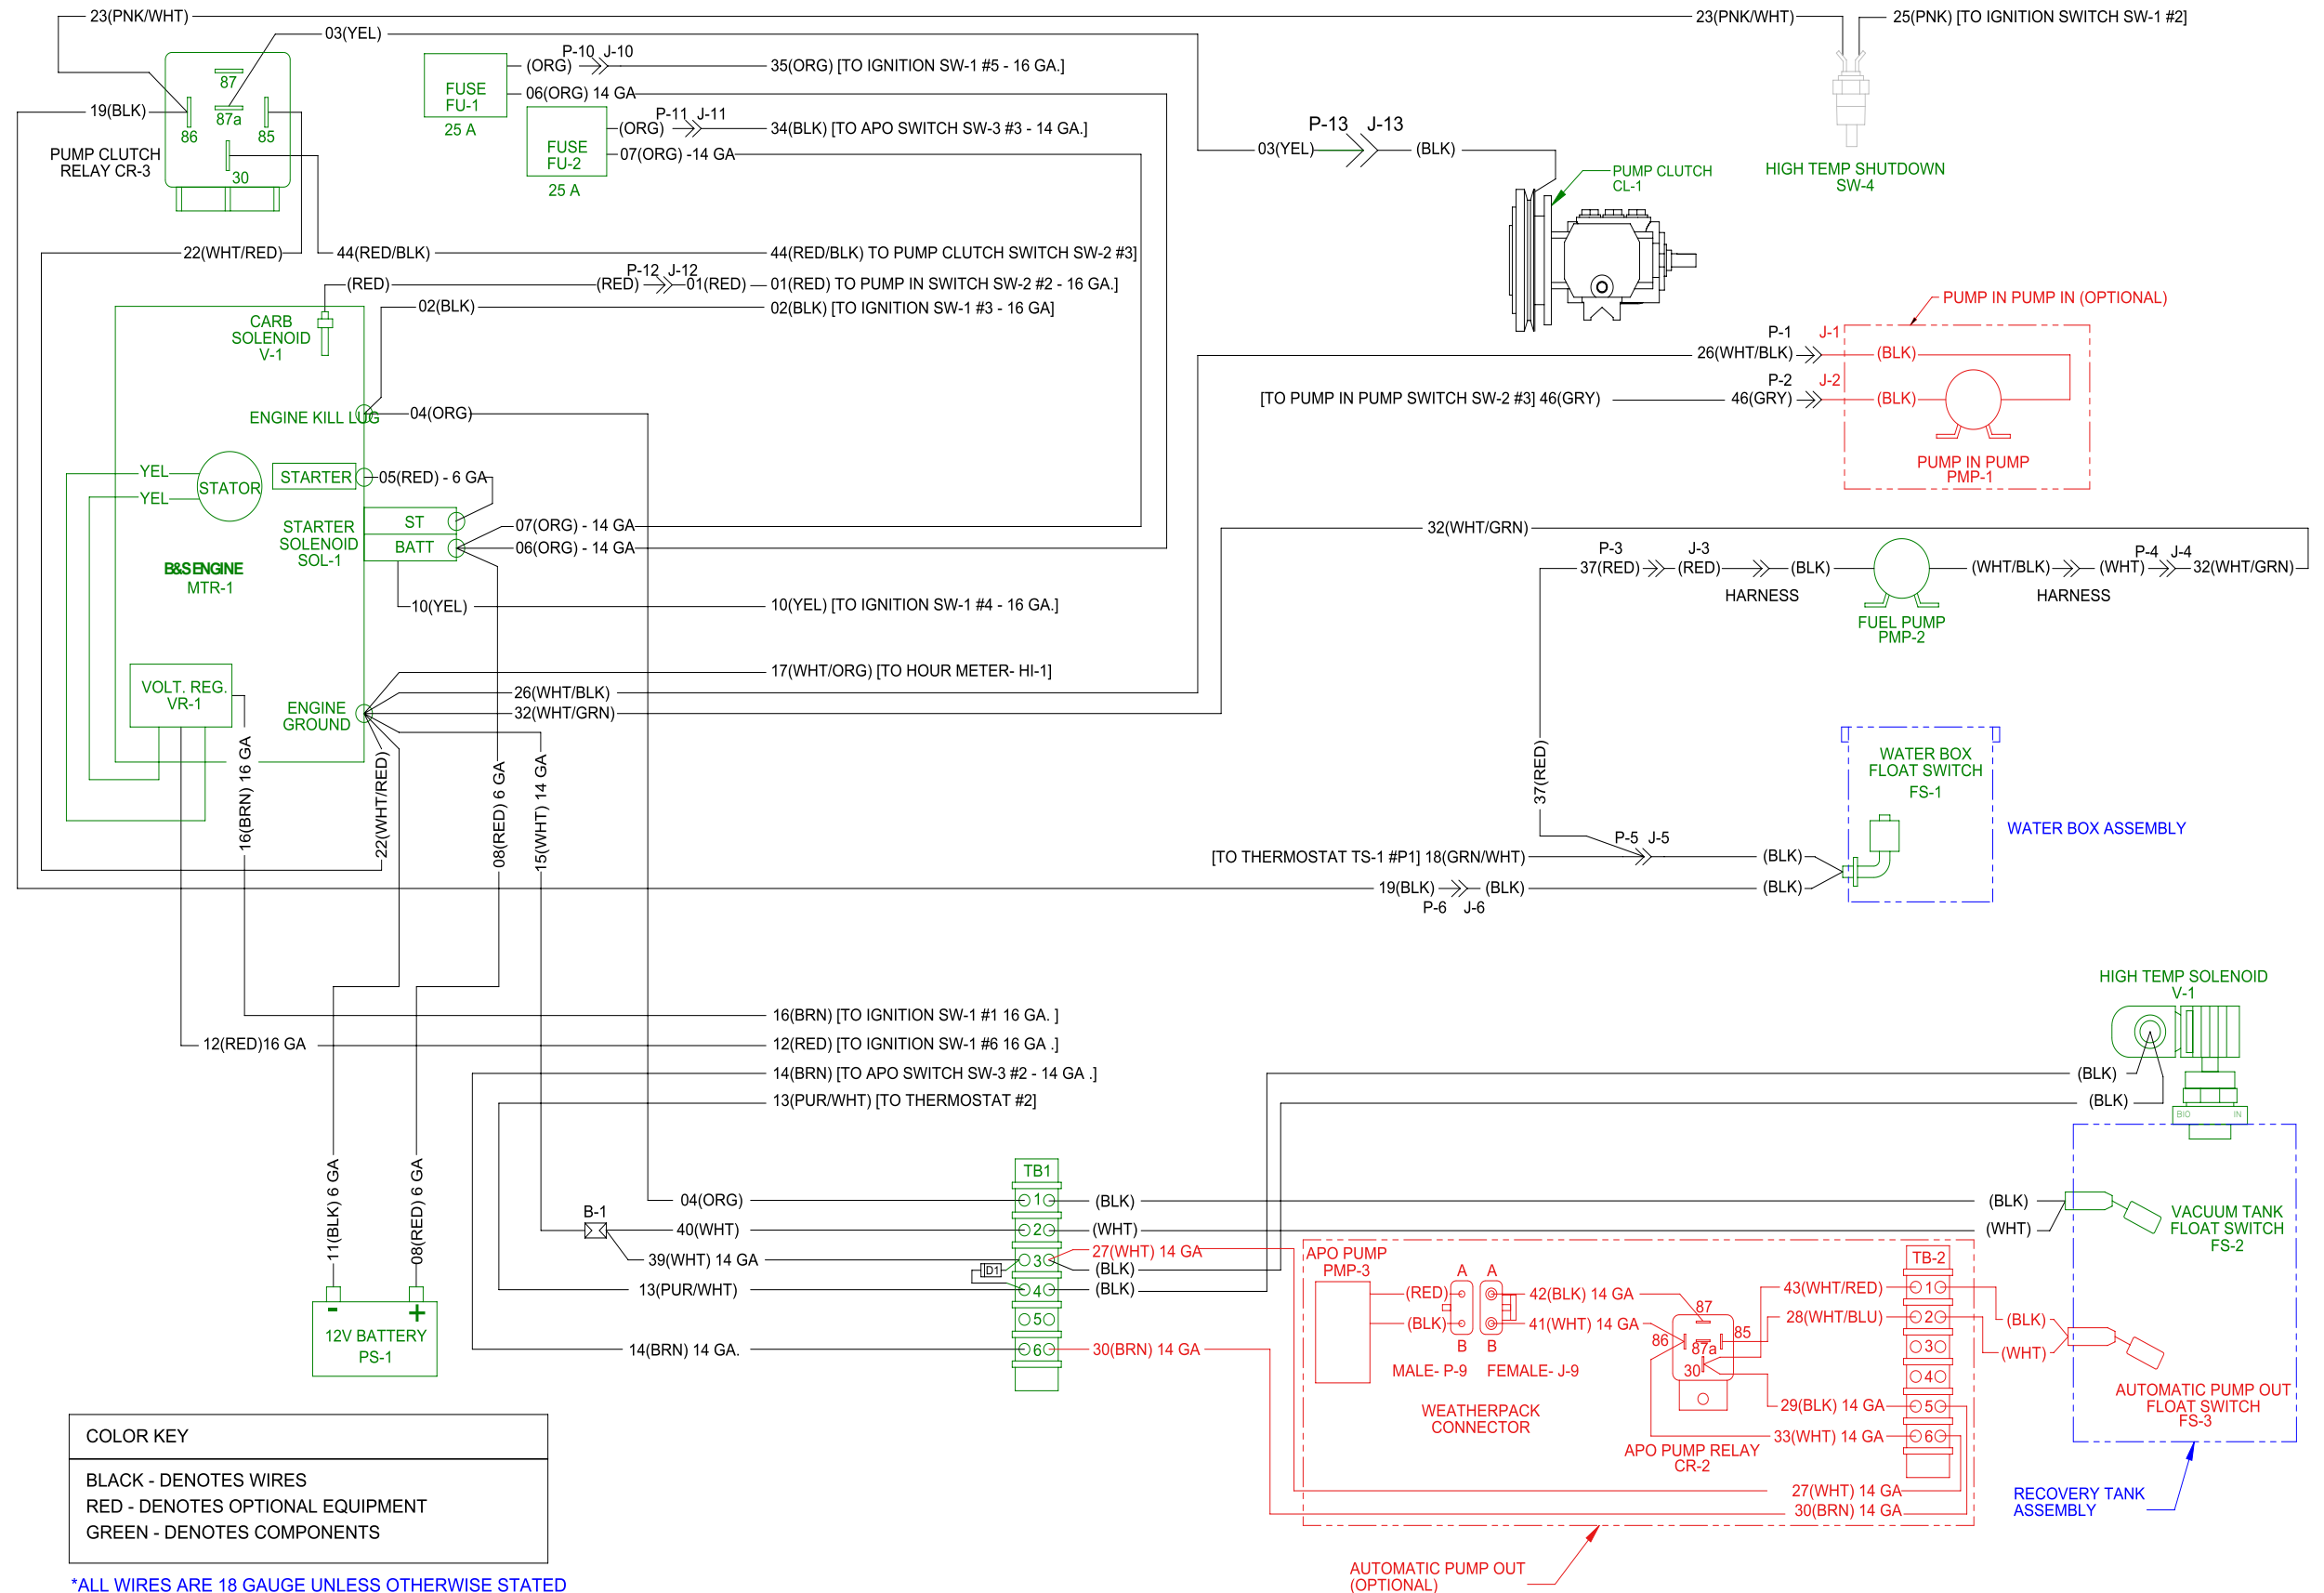 23(PNK/WHT)
23(PNK/WHT)
25(PNK) [TO IGNITION SWITCH SW-1 #2]
03(YEL)
87
87a
86
85
30
19(BLK)
PUMP CLUTCH
RELAY CR-3
FUSE
FU-1
25 A
P-10 J-10
(ORG)
35(ORG) [TO IGNITION SW-1 #5 - 16 GA.]
06(ORG) 14 GA
FUSE
FU-2
25 A
P-11 J-11
(ORG)
34(BLK) [TO APO SWITCH SW-3 #3 - 14 GA.]
07(ORG) -14 GA
P-13 J-13
03(YEL)
(BLK)
PUMP CLUTCH
CL-1
HIGH TEMP SHUTDOWN
SW-4
22(WHT/RED)
44(RED/BLK)
44(RED/BLK) TO PUMP CLUTCH SWITCH SW-2 #3]
(RED)
P-12 J-12
(RED)
01(RED)
01(RED) TO PUMP IN SWITCH SW-2 #2 - 16 GA.]
02(BLK)
02(BLK) [TO IGNITION SW-1 #3 - 16 GA]
CARB
SOLENOID
V-1
PUMP IN PUMP IN (OPTIONAL)
P-1 J-1
26(WHT/BLK)
(BLK)
P-2 J-2
[TO PUMP IN PUMP SWITCH SW-2 #3] 46(GRY)
46(GRY)
(BLK)
PUMP IN PUMP
PMP-1
ENGINE KILL LUG
04(ORG)
YEL
YEL
STATOR
STARTER
05(RED) - 6 GA
STARTER
SOLENOID
SOL-1
ST
BATT
07(ORG) - 14 GA
06(ORG) - 14 GA
B&S ENGINE
MTR-1
10(YEL)
10(YEL) [TO IGNITION SW-1 #4 - 16 GA.]
32(WHT/GRN)
P-3
J-3
37(RED)
(RED)
(BLK)
HARNESS
FUEL PUMP
PMP-2
(WHT/BLK)
(WHT)
P-4 J-4
32(WHT/GRN)
HARNESS
VOLT. REG.
VR-1
ENGINE
GROUND
17(WHT/ORG) [TO HOUR METER- HI-1]
26(WHT/BLK)
32(WHT/GRN)
16(BRN) 16 GA
22(WHT/RED)
08(RED) 6 GA
15(WHT) 14 GA
37(RED)
WATER BOX
FLOAT SWITCH
FS-1
WATER BOX ASSEMBLY
P-5 J-5
[TO THERMOSTAT TS-1 #P1] 18(GRN/WHT)
(BLK)
19(BLK)
(BLK)
(BLK)
P-6 J-6
HIGH TEMP SOLENOID
V-1
BIO
IN
16(BRN) [TO IGNITION SW-1 #1 16 GA. ]
12(RED)16 GA
12(RED) [TO IGNITION SW-1 #6 16 GA .]
14(BRN) [TO APO SWITCH SW-3 #2 - 14 GA .]
13(PUR/WHT) [TO THERMOSTAT #2]
(BLK)
(BLK)
11(BLK) 6 GA
08(RED) 6 GA
TB1
1
2
3
4
5
6
04(ORG)
B-1
40(WHT)
39(WHT) 14 GA
D1
13(PUR/WHT)
14(BRN) 14 GA.
(BLK)
(WHT)
27(WHT) 14 GA
(BLK)
(BLK)
30(BRN) 14 GA
(BLK)
(WHT)
VACUUM TANK
FLOAT SWITCH
FS-2
APO PUMP
PMP-3
A A
(RED)
(BLK)
B B
MALE- P-9 FEMALE- J-9
WEATHERPACK
CONNECTOR
42(BLK) 14 GA
41(WHT) 14 GA
87
86
87a
85
30
APO PUMP RELAY
CR-2
43(WHT/RED)
28(WHT/BLU)
29(BLK) 14 GA
33(WHT) 14 GA
TB-2
1
2
3
4
5
6
(BLK)
(WHT)
AUTOMATIC PUMP OUT
FLOAT SWITCH
FS-3
27(WHT) 14 GA
30(BRN) 14 GA
RECOVERY TANK
ASSEMBLY
AUTOMATIC PUMP OUT
(OPTIONAL)
-
+
12V BATTERY
PS-1
COLOR KEY
BLACK - DENOTES WIRES
RED - DENOTES OPTIONAL EQUIPMENT
GREEN - DENOTES COMPONENTS
*ALL WIRES ARE 18 GAUGE UNLESS OTHERWISE STATED